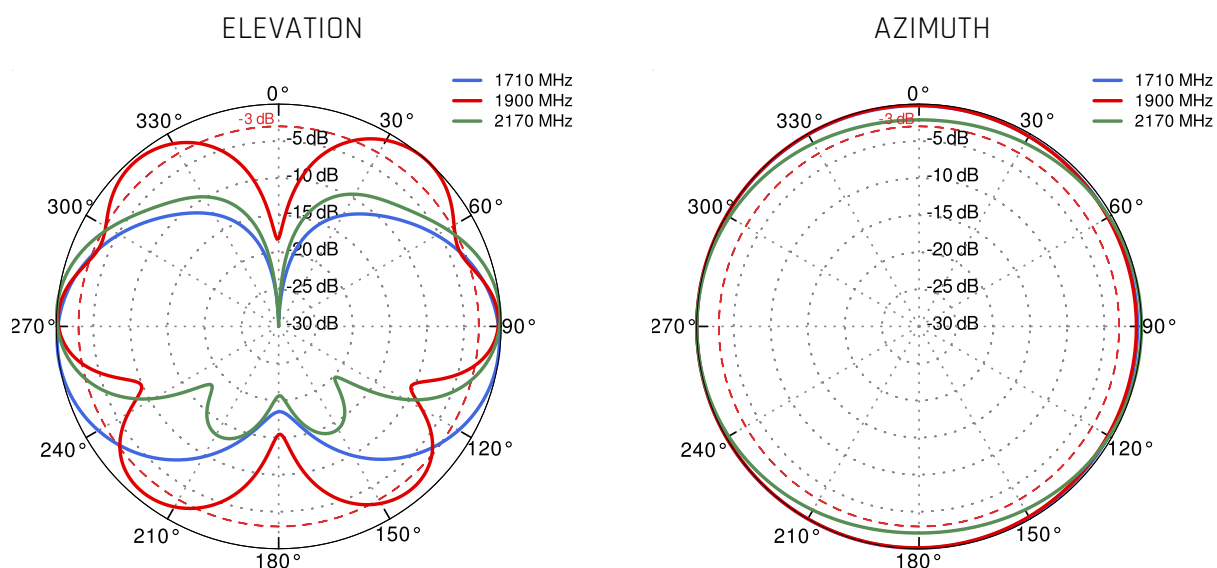 ELEVATION
1710 MHz
1900 MHz
2170 MHz
0°
30°
60°
90°
120°
150°
180°
210°
240°
270°
300°
330°
-3 dB
-5 dB
-10 dB
-15 dB
-20 dB
-25 dB
-30 dB
AZIMUTH
1710 MHz
1900 MHz
2170 MHz
0°
30°
60°
90°
120°
150°
180°
210°
240°
270°
300°
330°
-3 dB
-5 dB
-10 dB
-15 dB
-20 dB
-25 dB
-30 dB